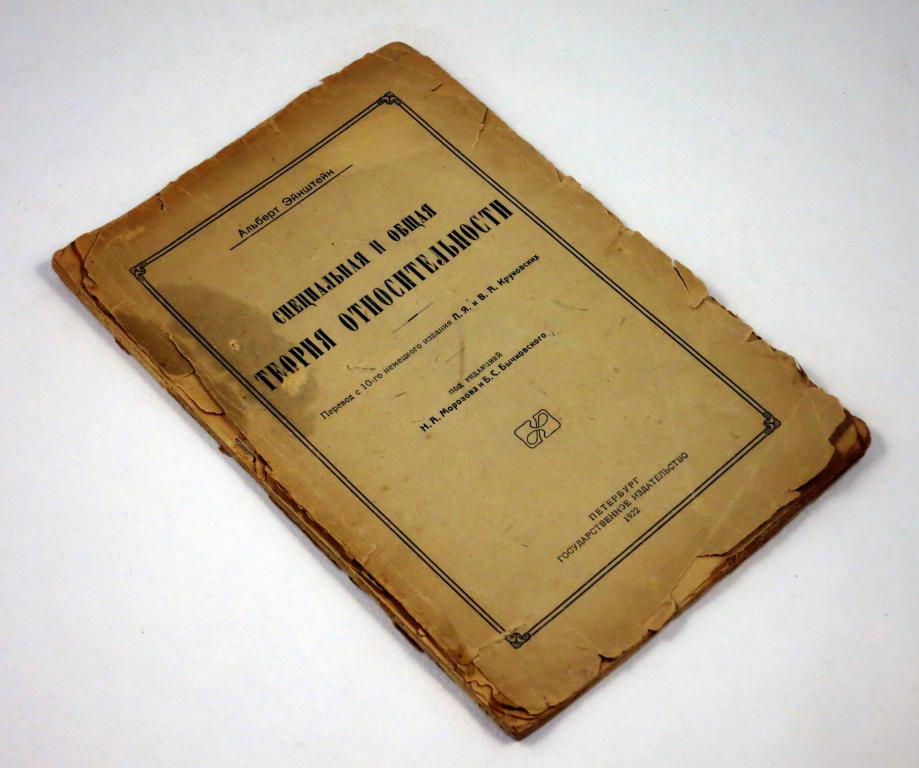 Альберт Эйнштейн
СПЕЦИАЛЬНАЯ И ОБЩАЯ
ТЕОРИЯ ОТНОСИТЕЛЬНОСТИ
Перевод с 10-го немецкого издания Л. Я. и В. А. Круковских
ПОД РЕДАКЦИЕЙ
Н. А. Морозова и Б. С. Бычковского.
ПЕТЕРБУРГ
ГОСУДАРСТВЕННОЕ ИЗДАТЕЛЬСТВО
1922